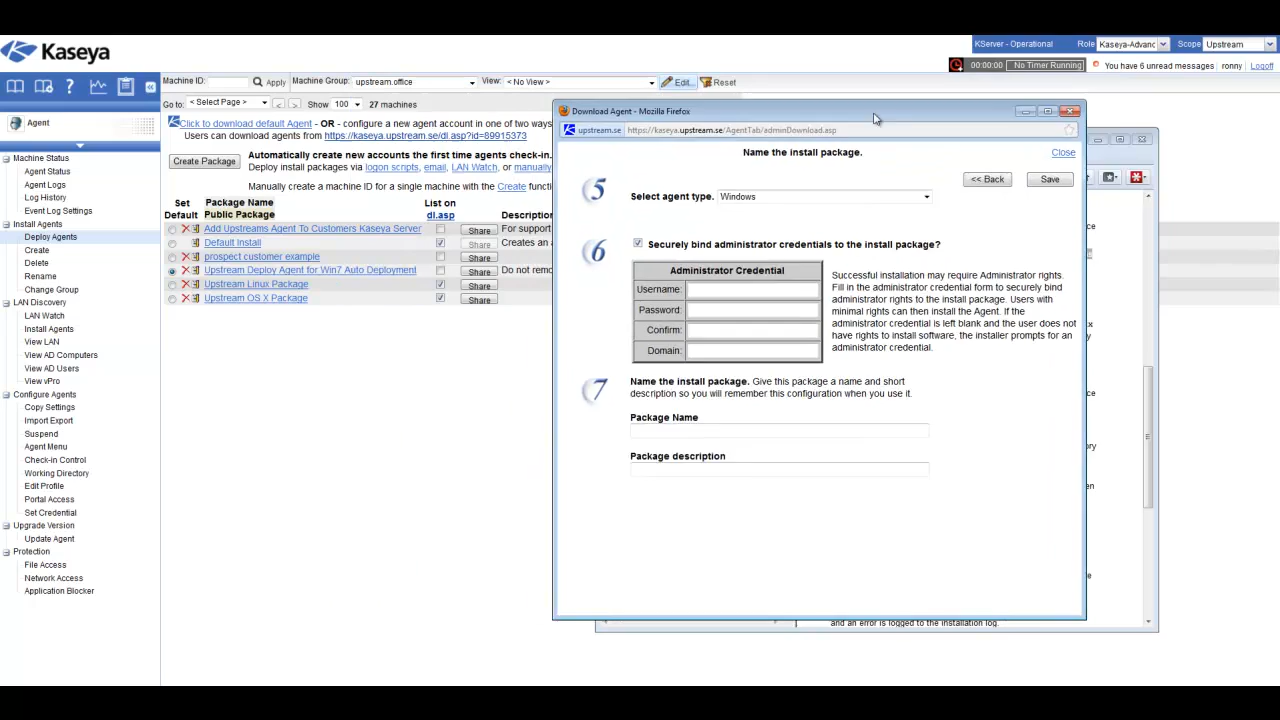 Kaseya
KServer - Operational
Role
Kaseya-Advanc
Scope
Upstream
00:00:00
No Timer Running
You have 6 unread messages
ronny
Logoff
Machine ID:
Apply
Machine Group:
upstream.office
View:
< No View >
Edit...
Reset
Go to:
< Select Page >
Show
100
27 machines
Agent
Click to download default Agent - OR - configure a new agent account in one of two ways
Users can download agents from https://kaseya.upstream.se/dl.asp?id=89915373
Create Package
Automatically create new accounts the first time agents check-in.
Deploy install packages via logon scripts, email, LAN Watch, or manually
Manually create a machine ID for a single machine with the Create functi
Set
Default
Package Name
Public Package
List on
dl.asp
Description
Add Upstreams Agent To Customers Kaseya Server
Share
For support
Default Install
Share
Creates an a
prospect customer example
Share
Upstream Deploy Agent for Win7 Auto Deployment
Share
Do not remo
Upstream Linux Package
Share
Upstream OS X Package
Share
Machine Status
Agent Status
Agent Logs
Log History
Event Log Settings
Install Agents
Deploy Agents
Create
Delete
Rename
Change Group
LAN Discovery
LAN Watch
Install Agents
View LAN
View AD Computers
View AD Users
View vPro
Configure Agents
Copy Settings
Import Export
Suspend
Agent Menu
Check-in Control
Working Directory
Edit Profile
Portal Access
Set Credential
Upgrade Version
Update Agent
Protection
File Access
Network Access
Application Blocker
Download Agent - Mozilla Firefox
upstream.se
https://kaseya.upstream.se/AgentTab/adminDownload.asp
Name the install package.
Close
5
Select agent type.
Windows
<< Back
Save
6
Securely bind administrator credentials to the install package?
Administrator Credential
Username:
Password:
Confirm:
Domain:
Successful installation may require Administrator rights.
Fill in the administrator credential form to securely bind
administrator rights to the install package. Users with
minimal rights can then install the Agent. If the
administrator credential is left blank and the user does not
have rights to install software, the installer prompts for an
administrator credential.
7
Name the install package. Give this package a name and short
description so you will remember this configuration when you use it.
Package Name
Package description
and an error is logged to the installation log.